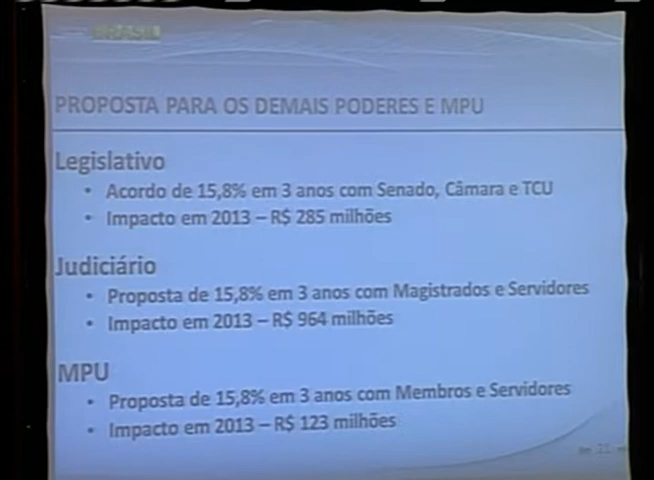 BRASIL
PROPOSTA PARA OS DEMAIS PODERES E MPU
Legislativo
• Acordo de 15,8% em 3 anos com Senado, Câmara e TCU
• Impacto em 2013 – R$ 285 milhões
Judiciário
• Proposta de 15,8% em 3 anos com Magistrados e Servidores
• Impacto em 2013 – R$ 964 milhões
MPU
• Proposta de 15,8% em 3 anos com Membros e Servidores
• Impacto em 2013 – R$ 123 milhões